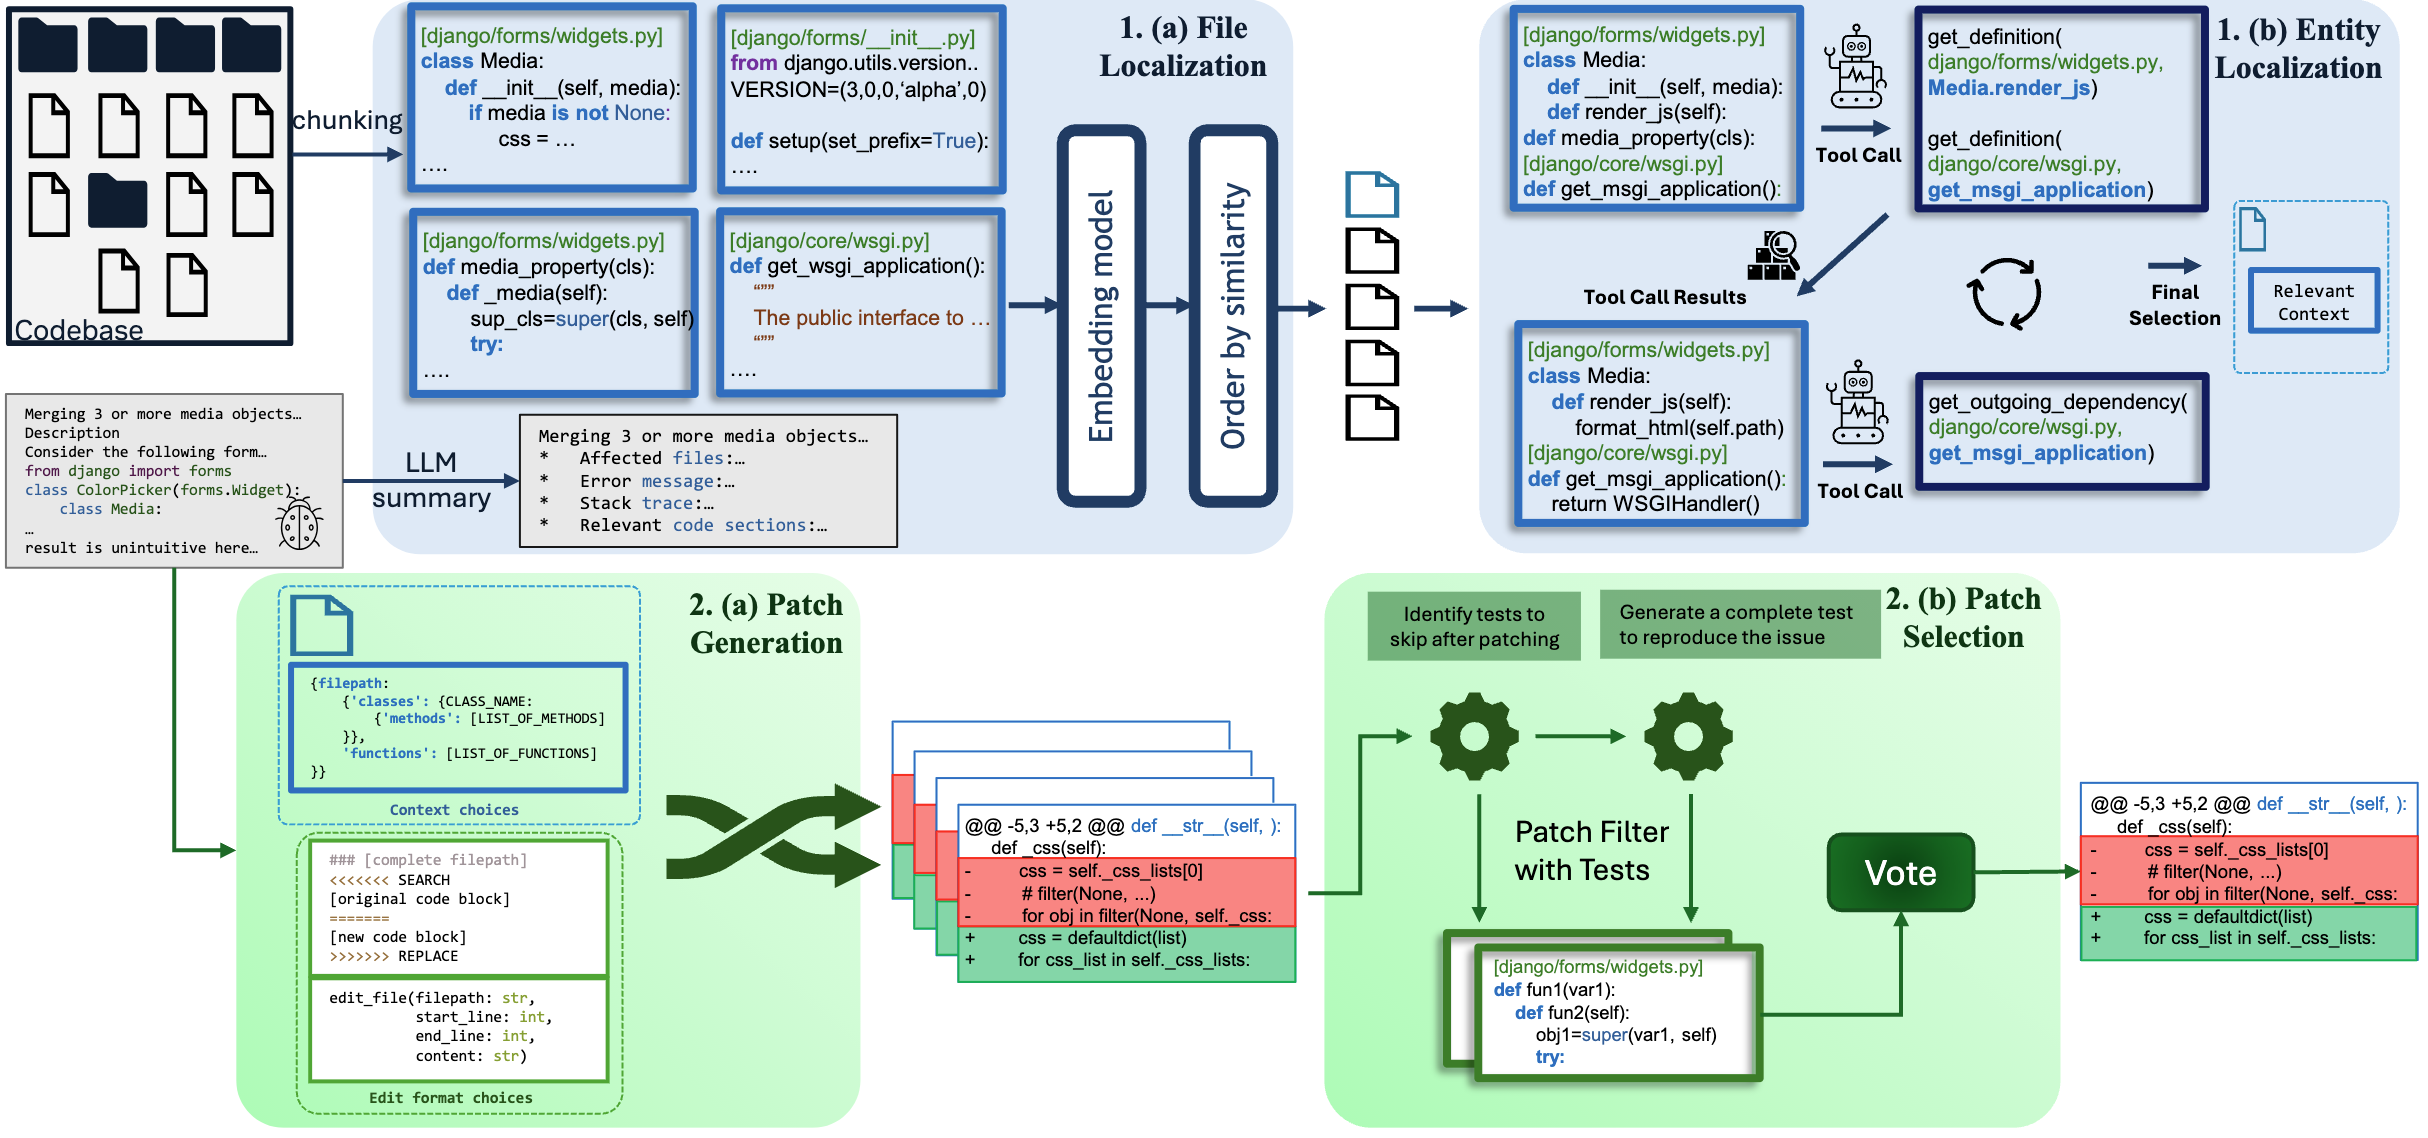 Codebase
chunking
[django/forms/widgets.py]
class Media:
def __init__(self, media):
if media is not None:
css = …
....
[django/forms/__init__.py]
from django.utils.version..
VERSION=(3,0,0,‘alpha’,0)
def setup(set_prefix=True):
....
[django/forms/widgets.py]
def media_property(cls):
def _media(self):
sup_cls=super(cls, self)
try:
....
[django/core/wsgi.py]
def get_wsgi_application():
“””
The public interface to …
“””
....
1. (a) File
Localization
Embedding model
Order by similarity
Merging 3 or more media objects…
Description
Consider the following form…
from django import forms
class ColorPicker(forms.Widget):
class Media:
…
result is unintuitive here…
LLM
summary
Merging 3 or more media objects…
* Affected files:…
* Error message:…
* Stack trace:…
* Relevant code sections:…
1. (b) Entity
Localization
[django/forms/widgets.py]
class Media:
def __init__(self, media):
def render_js(self):
def media_property(cls):
[django/core/wsgi.py]
def get_msgi_application():
Tool Call
get_definition(
django/forms/widgets.py,
Media.render_js)
get_definition(
django/core/wsgi.py,
get_msgi_application)
Tool Call Results
[django/forms/widgets.py]
class Media:
def render_js(self):
format_html(self.path)
[django/core/wsgi.py]
def get_msgi_application():
return WSGIHandler()
Tool Call
get_outgoing_dependency(
django/core/wsgi.py,
get_msgi_application)
Final
Selection
Relevant
Context
2. (a) Patch
Generation
{filepath:
{'classes': {CLASS_NAME:
{'methods': [LIST_OF_METHODS]
}},
'functions': [LIST_OF_FUNCTIONS]
}}
Context choices
### [complete filepath]
<<<<<<< SEARCH
[original code block]
=======
[new code block]
>>>>>>> REPLACE
edit_file(filepath: str,
start_line: int,
end_line: int,
content: str)
Edit format choices
@@ -5,3 +5,2 @@ def __str__(self, ):
def _css(self):
- css = self._css_lists[0]
- # filter(None, ...)
- for obj in filter(None, self._css:
+ css = defaultdict(list)
+ for css_list in self._css_lists:
2. (b) Patch
Selection
Identify tests to
skip after patching
Generate a complete test
to reproduce the issue
Patch Filter
with Tests
[django/forms/widgets.py]
def fun1(var1):
def fun2(self):
obj1=super(var1, self)
try:
Vote
@@ -5,3 +5,2 @@ def __str__(self, ):
def _css(self):
- css = self._css_lists[0]
- # filter(None, ...)
- for obj in filter(None, self._css:
+ css = defaultdict(list)
+ for css_list in self._css_lists: